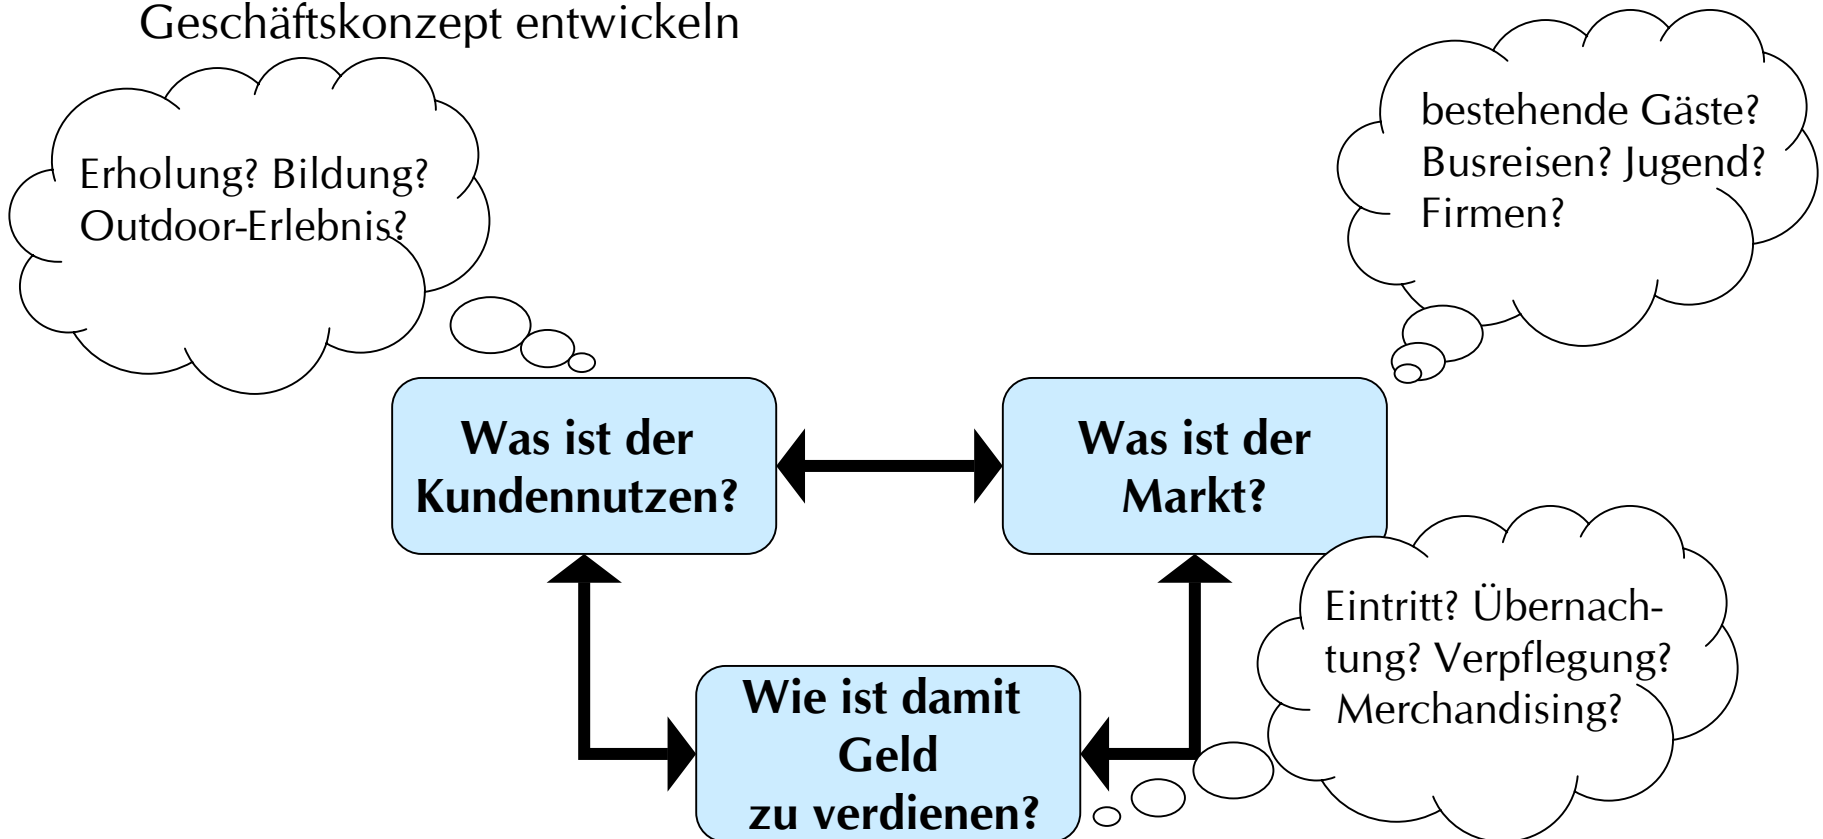 Geschäftskonzept entwickeln
Erholung? Bildung?
Outdoor-Erlebnis?
bestehende Gäste?
Busreisen? Jugend?
Firmen?
Was ist der
Kundennutzen?
Was ist der
Markt?
Eintritt? Übernach-
tung? Verpflegung?
Merchandising?
Wie ist damit
Geld
zu verdienen?